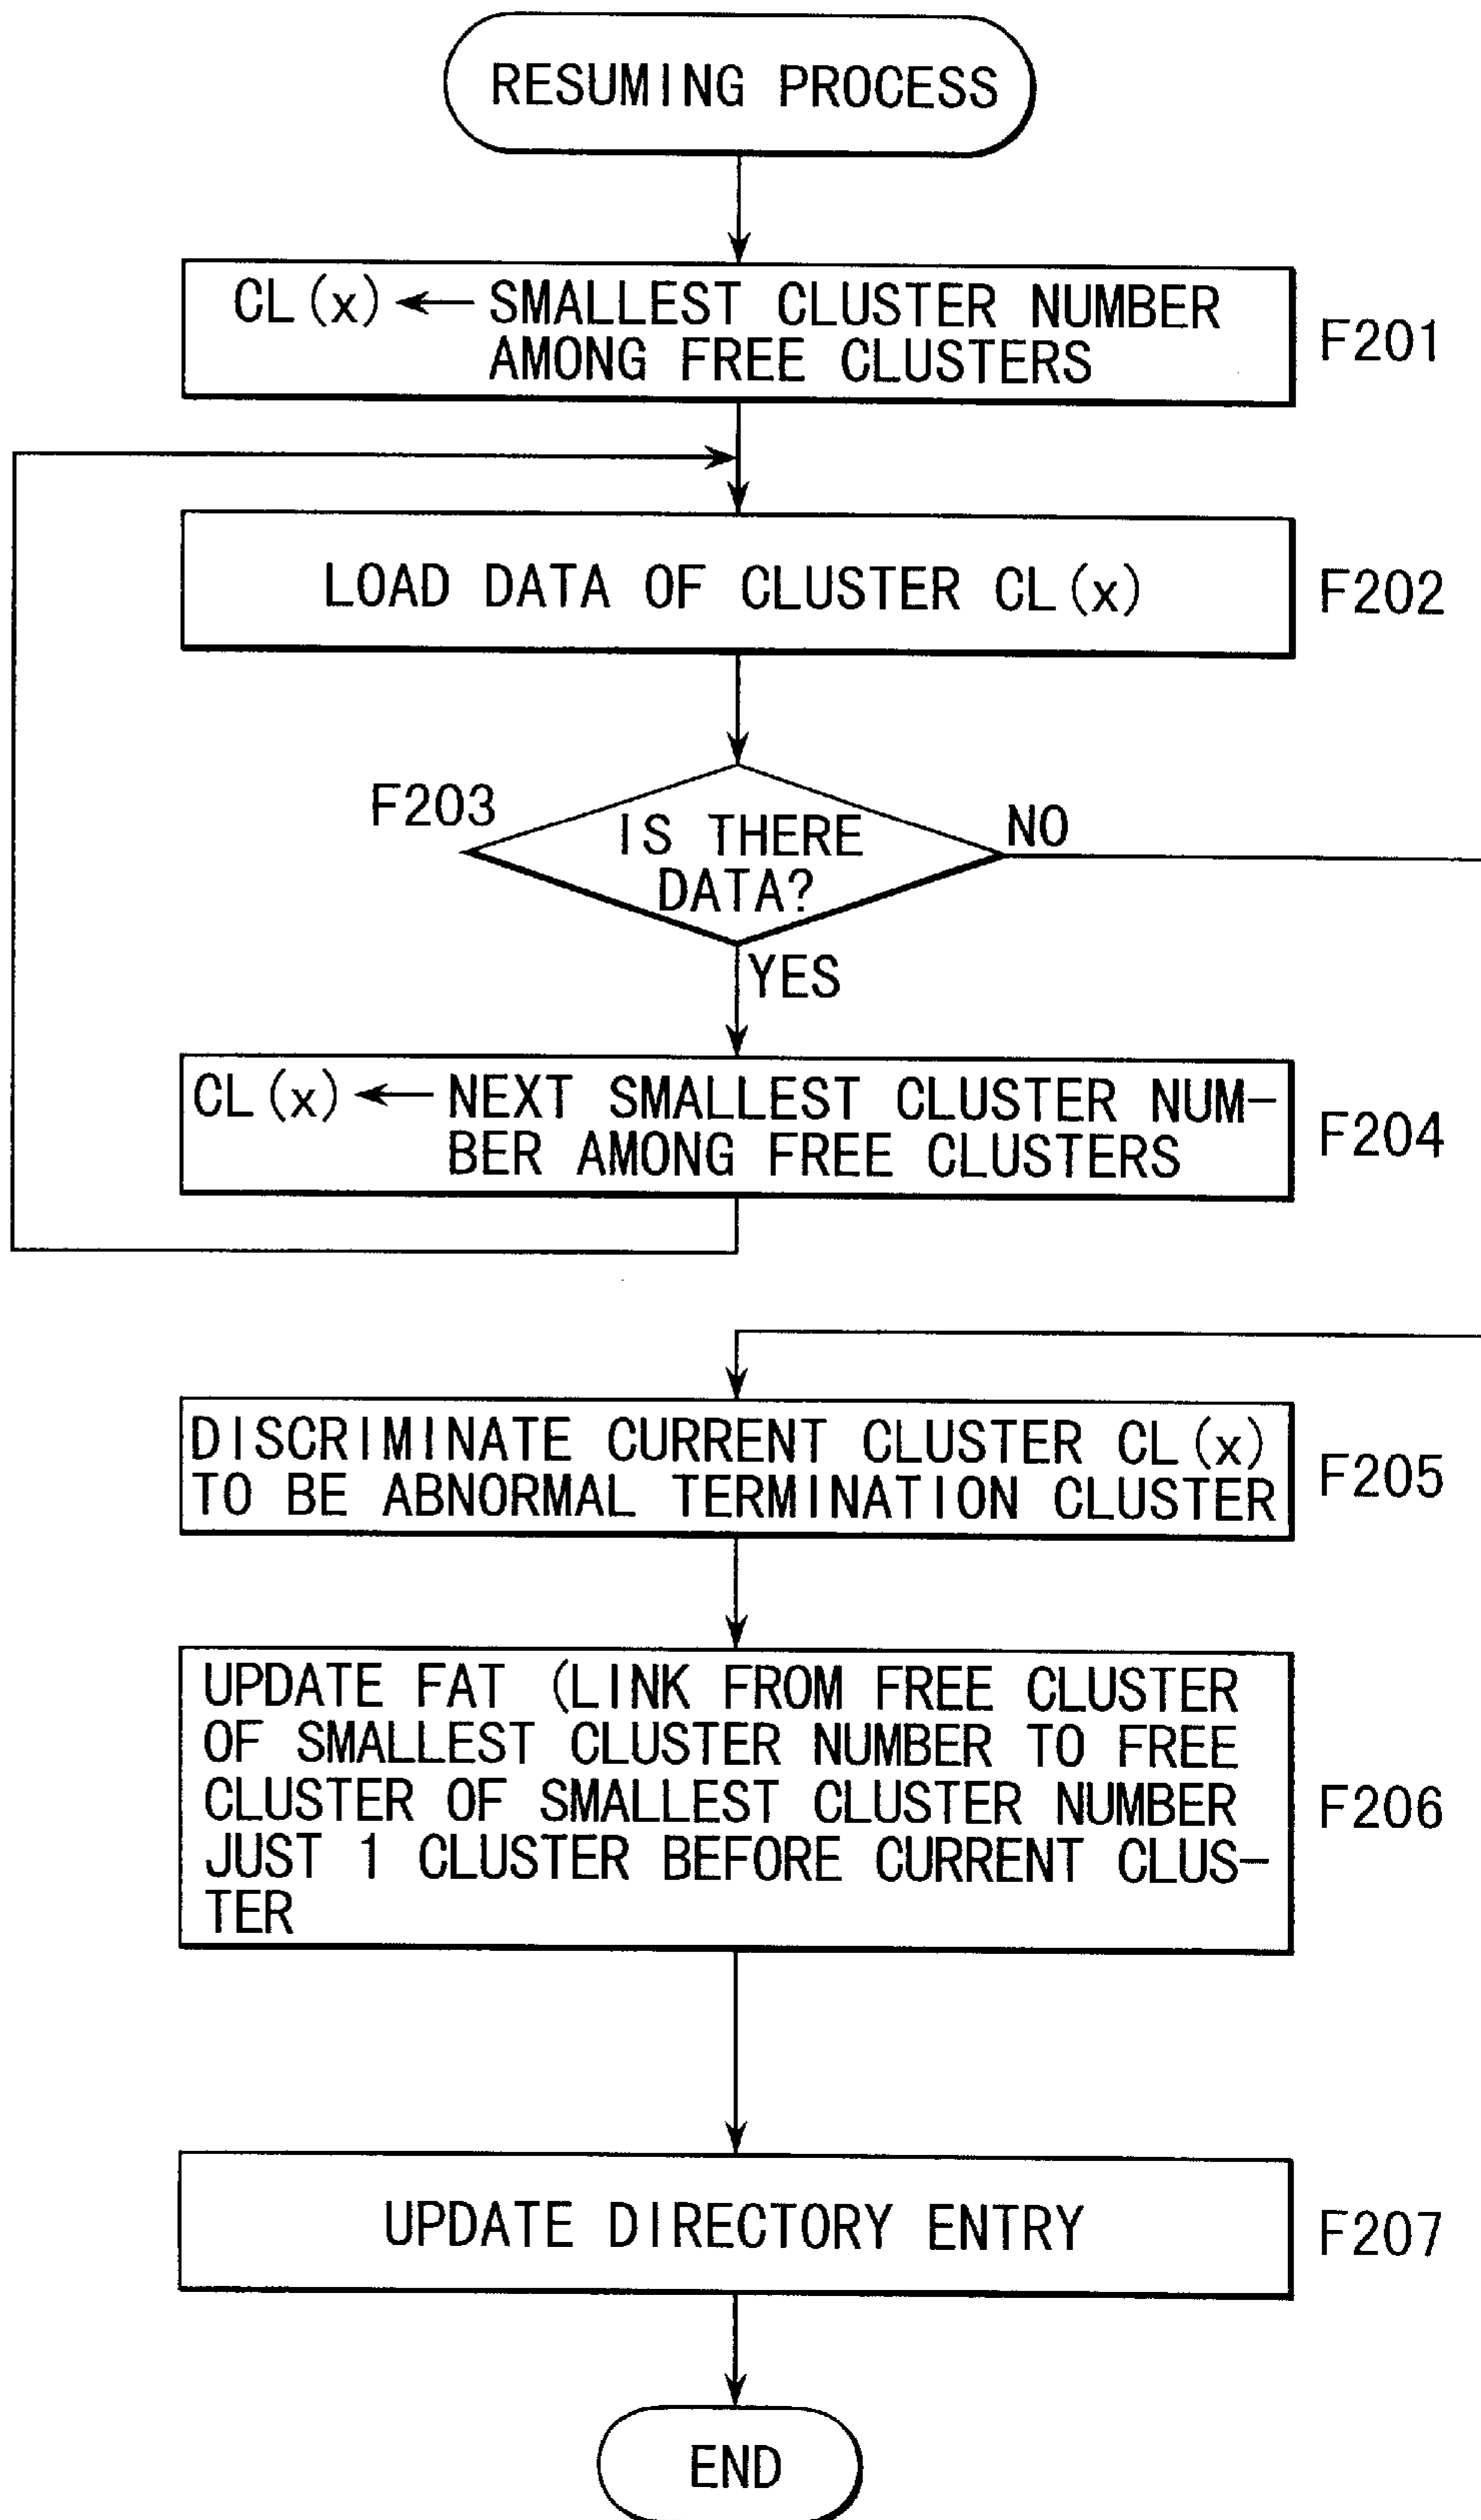 RESUMING PROCESS
CL(x) ← SMALLEST CLUSTER NUMBER
AMONG FREE CLUSTERS
F201
LOAD DATA OF CLUSTER CL(x)
F202
F203
IS THERE
DATA?
NO
YES
CL(x) ← NEXT SMALLEST CLUSTER NUM-
BER AMONG FREE CLUSTERS
F204
DISCRIMINATE CURRENT CLUSTER CL(x)
TO BE ABNORMAL TERMINATION CLUSTER
F205
UPDATE FAT (LINK FROM FREE CLUSTER
OF SMALLEST CLUSTER NUMBER TO FREE
CLUSTER OF SMALLEST CLUSTER NUMBER
JUST 1 CLUSTER BEFORE CURRENT CLUS-
TER
F206
UPDATE DIRECTORY ENTRY
F207
END